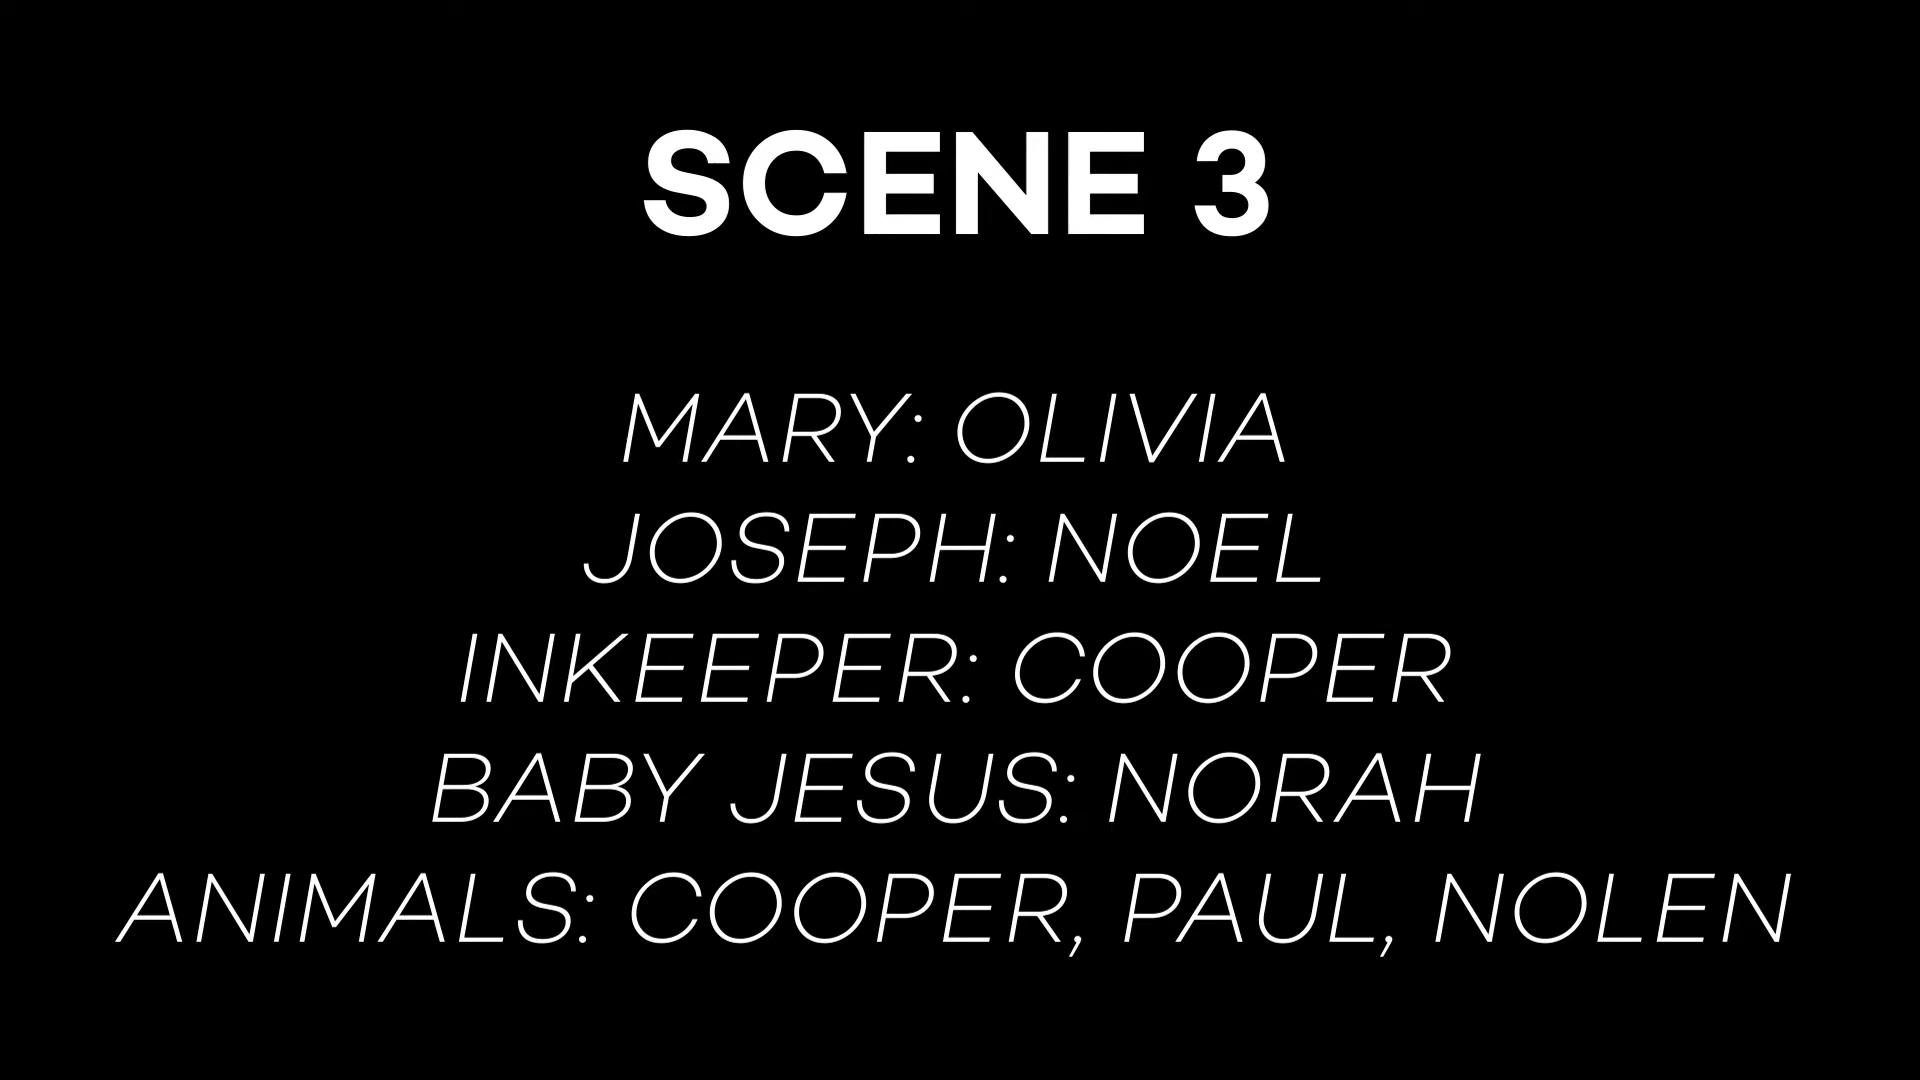 SCENE 3
MARY: OLIVIA
JOSEPH: NOEL
INKEEPER: COOPER
BABY JESUS: NORAH
ANIMALS: COOPER, PAUL, NOLEN